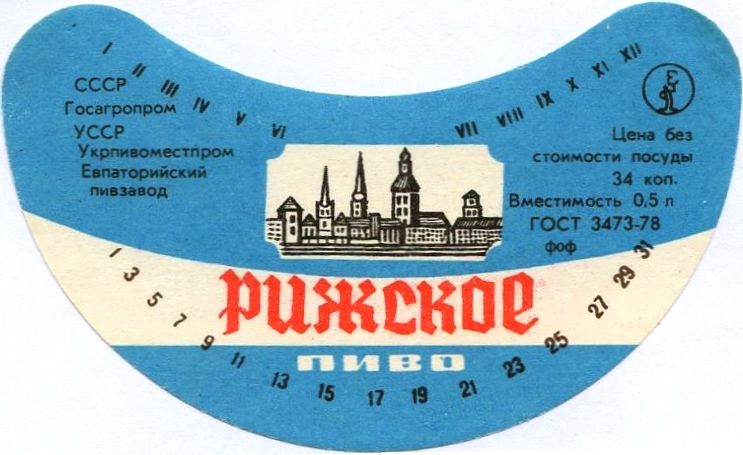 I II III IV V VI VII VIII IX X XI XII
СССР
Госагропром
УССР
Укрпивоместпром
Евпаторийский
пивзавод
Цена без
стоимости посуды
34 коп.
Вместимость 0,5 л
ГОСТ 3473-78
фоф
РИЖСКОЕ
ПИВО
1 3 5 7 9 11 13 15 17 19 21 23 25 27 29 31